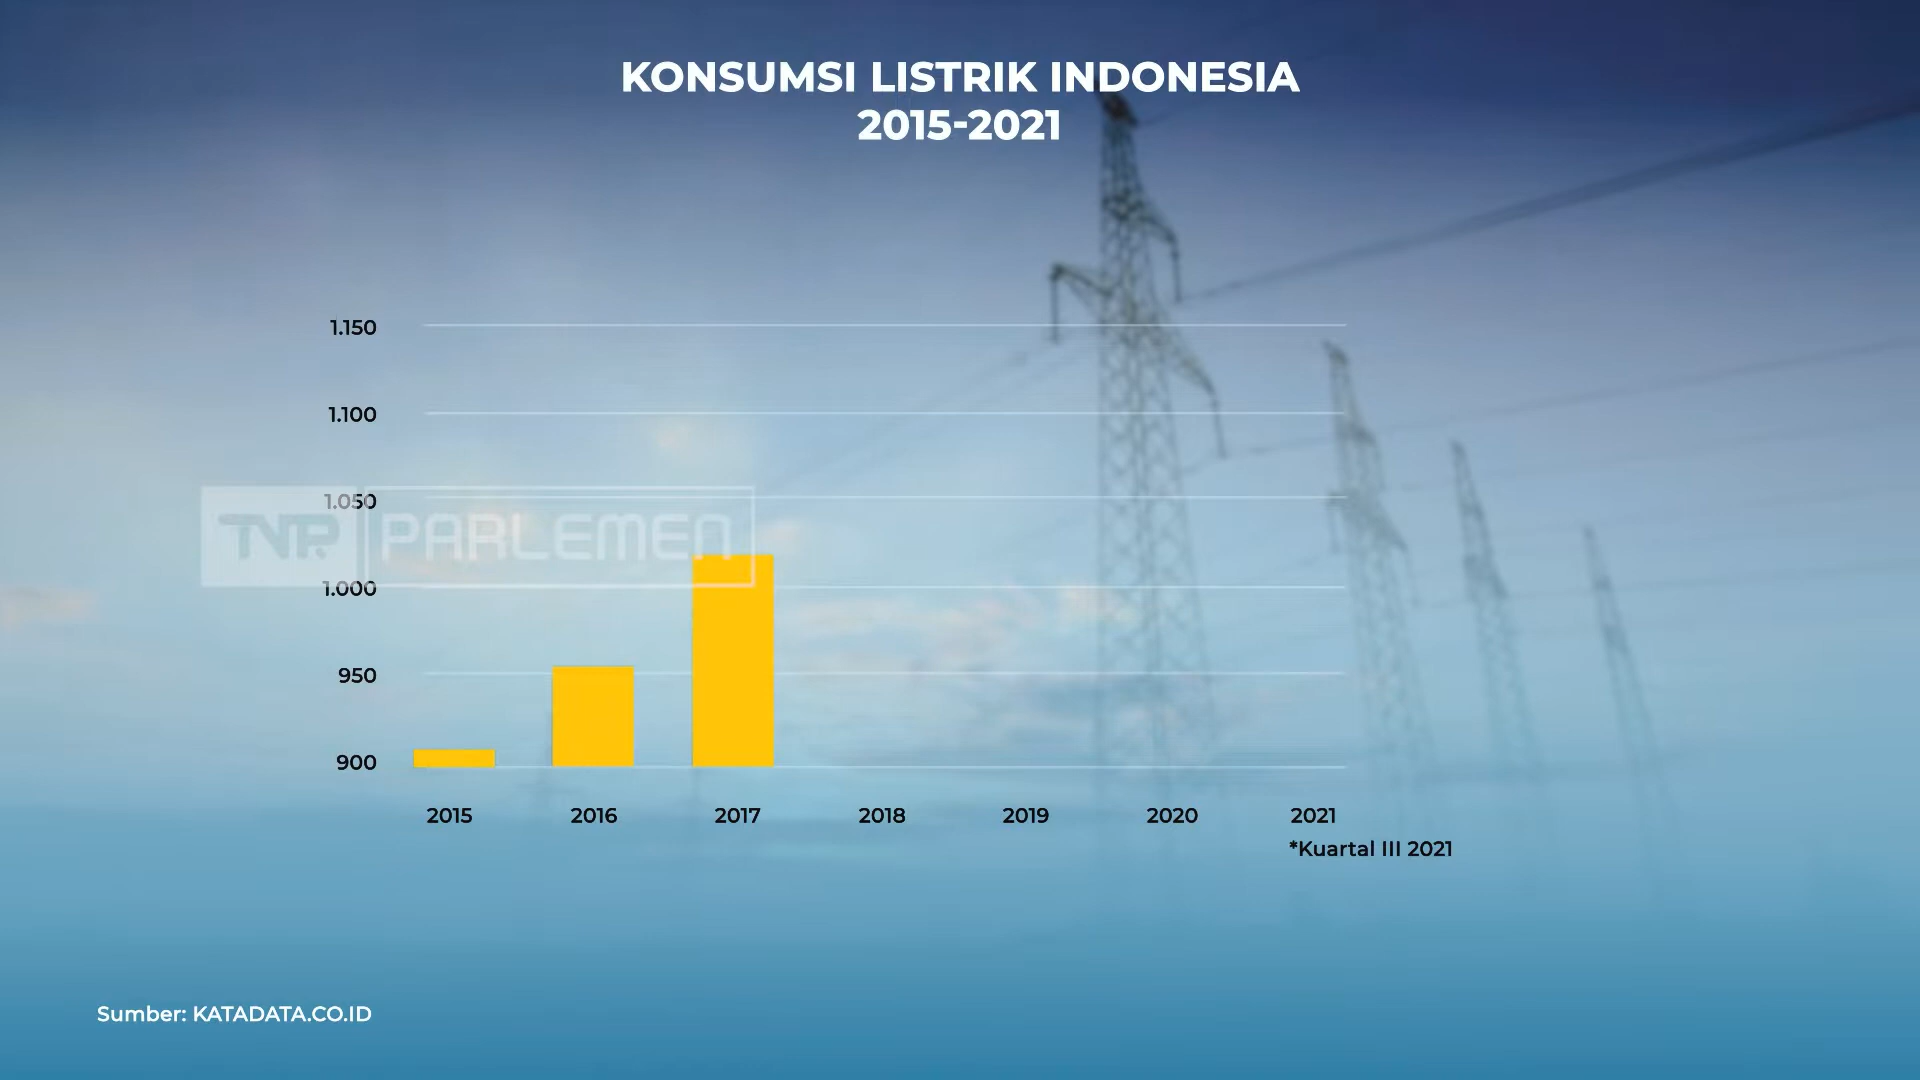 KONSUMSI LISTRIK INDONESIA
2015-2021
1.150
1.100
1.050
TVR PARLEMEN
1.000
950
900
2015 2016 2017 2018 2019 2020 2021
*Kuartal III 2021
Sumber: KATADATA.CO.ID